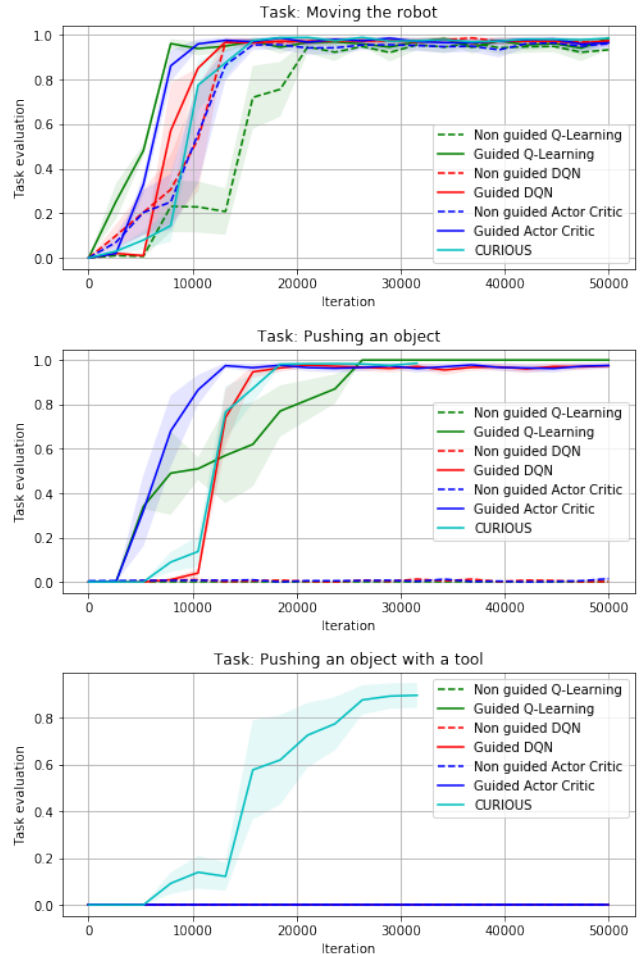 Task: Moving the robot
Task evaluation
1.0
0.8
0.6
0.4
0.2
0.0
Non guided Q-Learning
Guided Q-Learning
Non guided DQN
Guided DQN
Non guided Actor Critic
Guided Actor Critic
CURIOUS
0 10000 20000 30000 40000 50000
Iteration
Task: Pushing an object
Task evaluation
1.0
0.8
0.6
0.4
0.2
0.0
Non guided Q-Learning
Guided Q-Learning
Non guided DQN
Guided DQN
Non guided Actor Critic
Guided Actor Critic
CURIOUS
0 10000 20000 30000 40000 50000
Iteration
Task: Pushing an object with a tool
Task evaluation
0.8
0.6
0.4
0.2
0.0
Non guided Q-Learning
Guided Q-Learning
Non guided DQN
Guided DQN
Non guided Actor Critic
Guided Actor Critic
CURIOUS
0 10000 20000 30000 40000 50000
Iteration